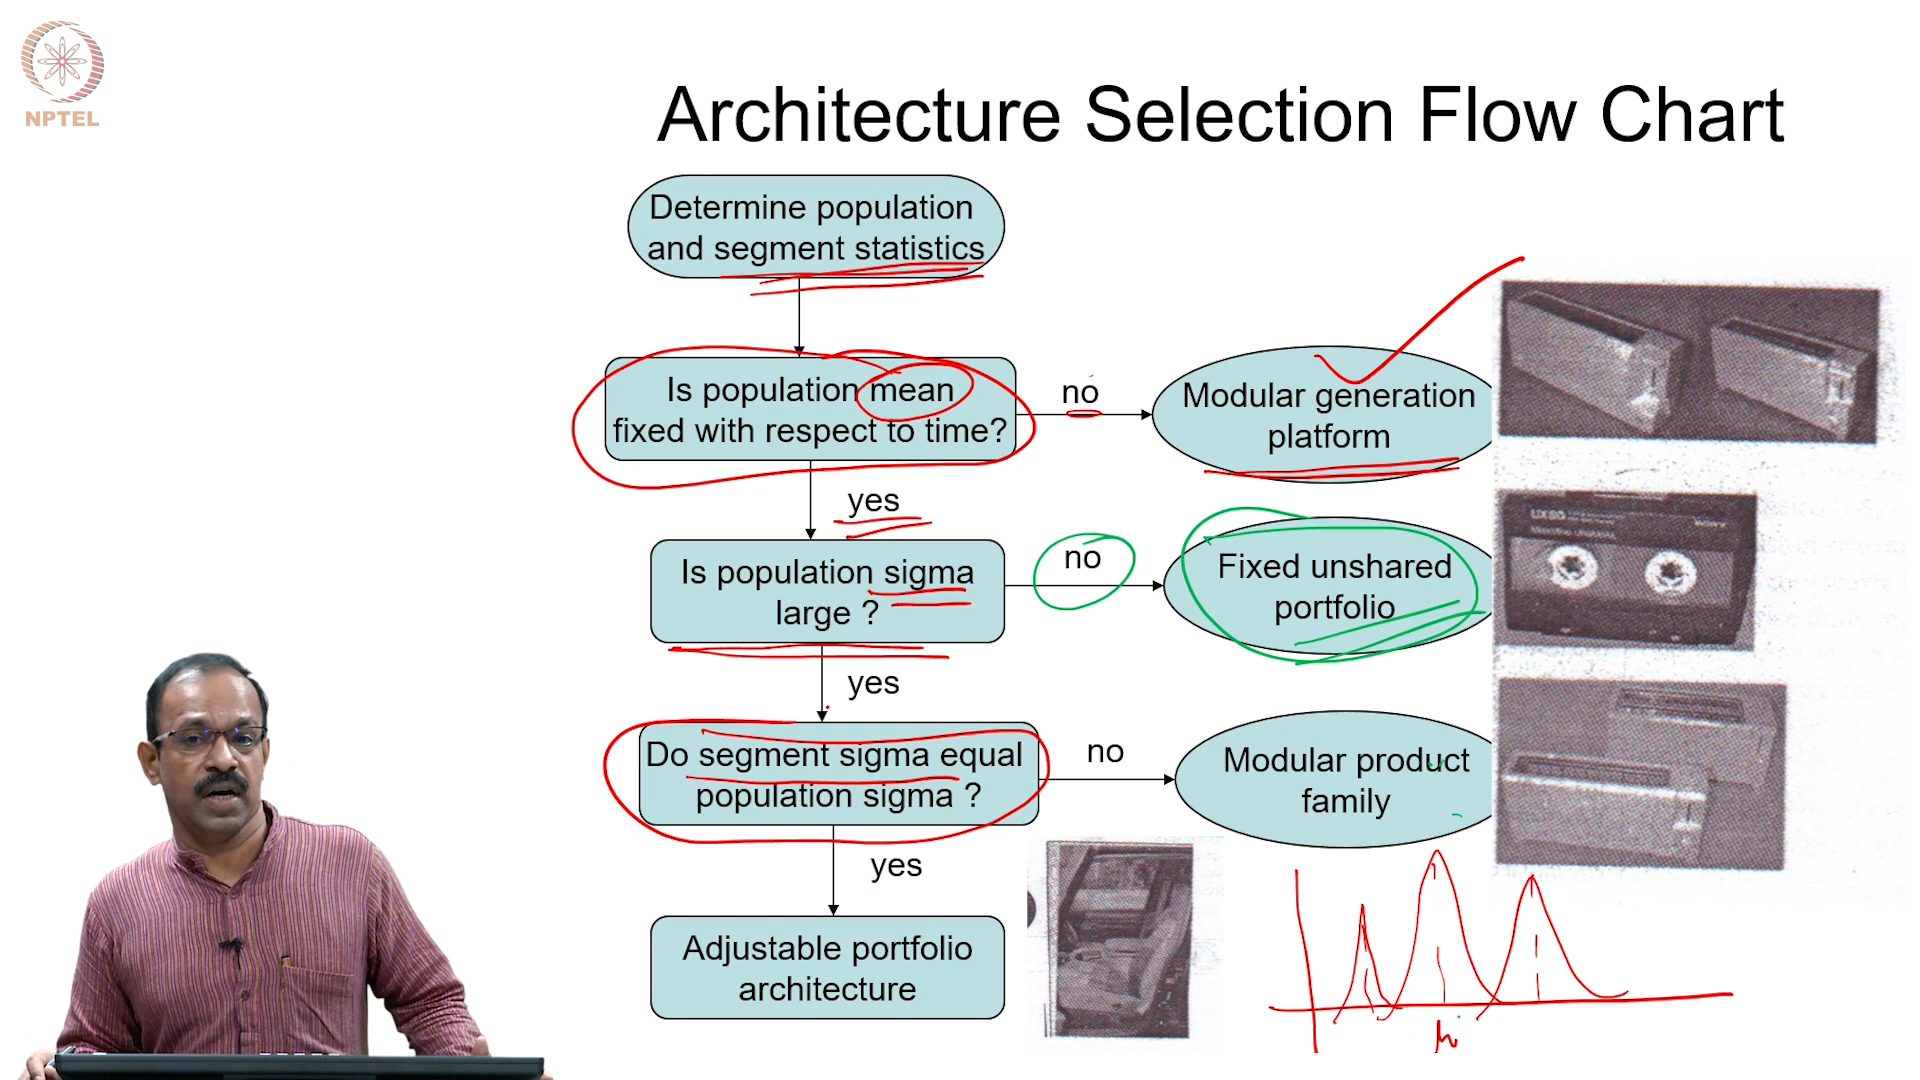 NPTEL
Architecture Selection Flow Chart
Determine population
and segment statistics
Is population mean
fixed with respect to time?
no
Modular generation
platform
yes
Is population sigma
large ?
no
Fixed unshared
portfolio
yes
Do segment sigma equal
population sigma ?
no
Modular product
family
yes
Adjustable portfolio
architecture